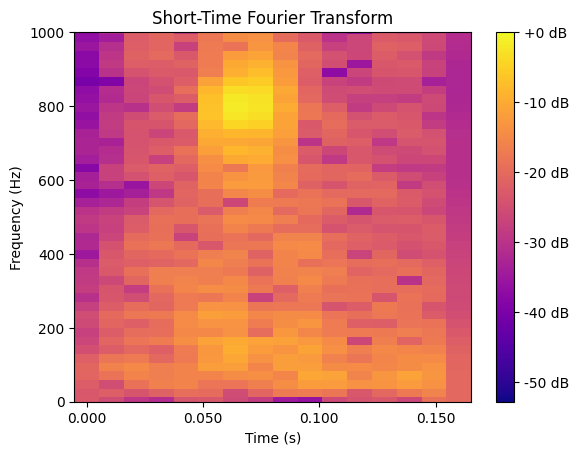 Short-Time Fourier Transform
1000
800
600
400
200
0
Frequency (Hz)
0.000
0.050
0.100
0.150
Time (s)
+0 dB
-10 dB
-20 dB
-30 dB
-40 dB
-50 dB